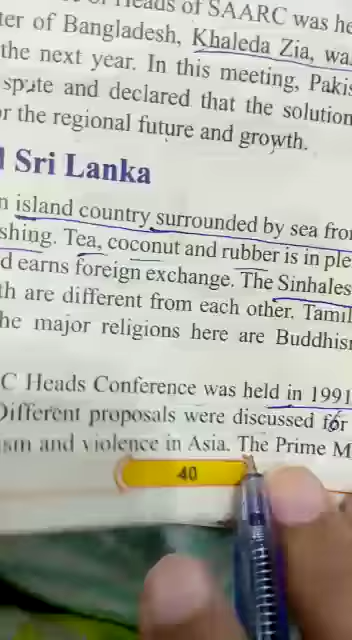 Heads of SAARC was he
ter of Bangladesh, Khaleda Zia, wa
the next year. In this meeting, Pakis
spute and declared that the solution
or the regional future and growth.
Sri Lanka
n island country surrounded by sea fro
shing. Tea, coconut and rubber is in ple
d earns foreign exchange. The Sinhales
th are different from each other. Tamil
he major religions here are Buddhis
C Heads Conference was held in 1991
Different proposals were discussed for
ism and violence in Asia. The Prime M
40